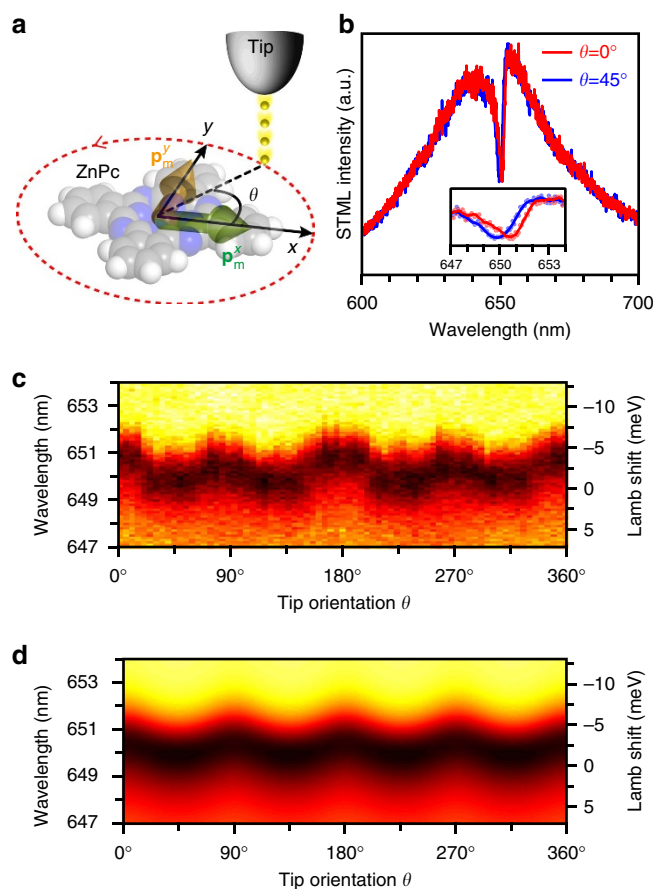 a
Tip
y
ZnPc
p_m^y
θ
x
p_m^x
b
STML intensity (a.u.)
θ=0°
θ=45°
647 650 653
600 650 700
Wavelength (nm)
c
Wavelength (nm)
653
651
649
647
–10
–5
0
5
Lamb shift (meV)
0° 90° 180° 270° 360°
Tip orientation θ
d
Wavelength (nm)
653
651
649
647
–10
–5
0
5
Lamb shift (meV)
0° 90° 180° 270° 360°
Tip orientation θ